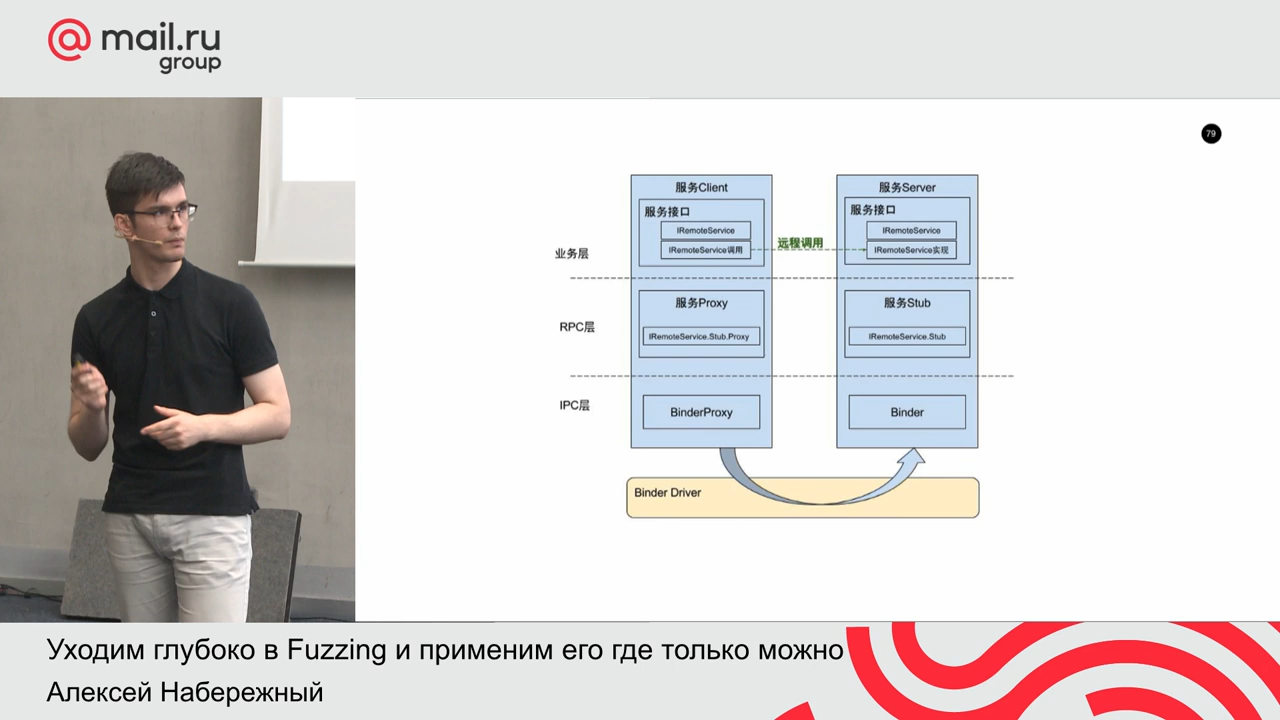 @mail.ru
group
79
服务Client
服务Server
服务接口
服务接口
IRemoteService
IRemoteService
业务层
IRemoteService调用
远程调用
IRemoteService实现
服务Proxy
服务Stub
RPC层
IRemoteService.Stub.Proxy
IRemoteService.Stub
IPC层
BinderProxy
Binder
Binder Driver
Уходим глубоко в Fuzzing и применим его где только можно
Алексей Набережный